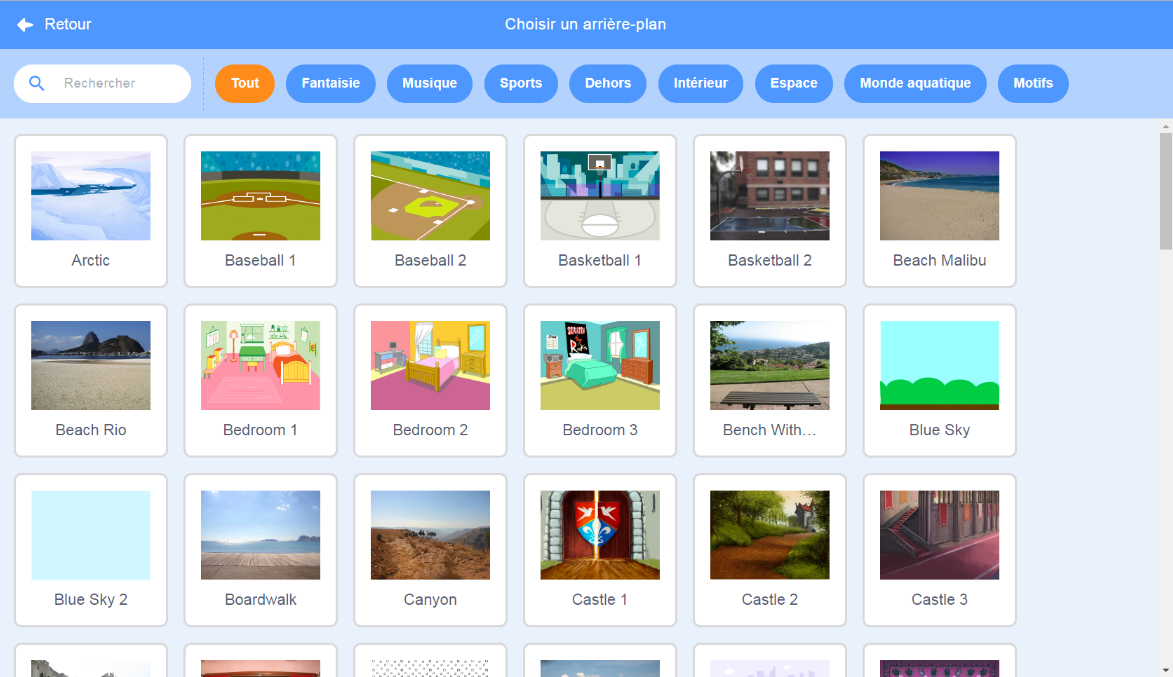 Retour
Choisir un arrière-plan
Rechercher
Tout Fantaisie Musique Sports Dehors Intérieur Espace Monde aquatique Motifs
Arctic Baseball 1 Baseball 2 Basketball 1 Basketball 2 Beach Malibu
Beach Rio Bedroom 1 Bedroom 2 Bedroom 3 Bench With… Blue Sky
Blue Sky 2 Boardwalk Canyon Castle 1 Castle 2 Castle 3